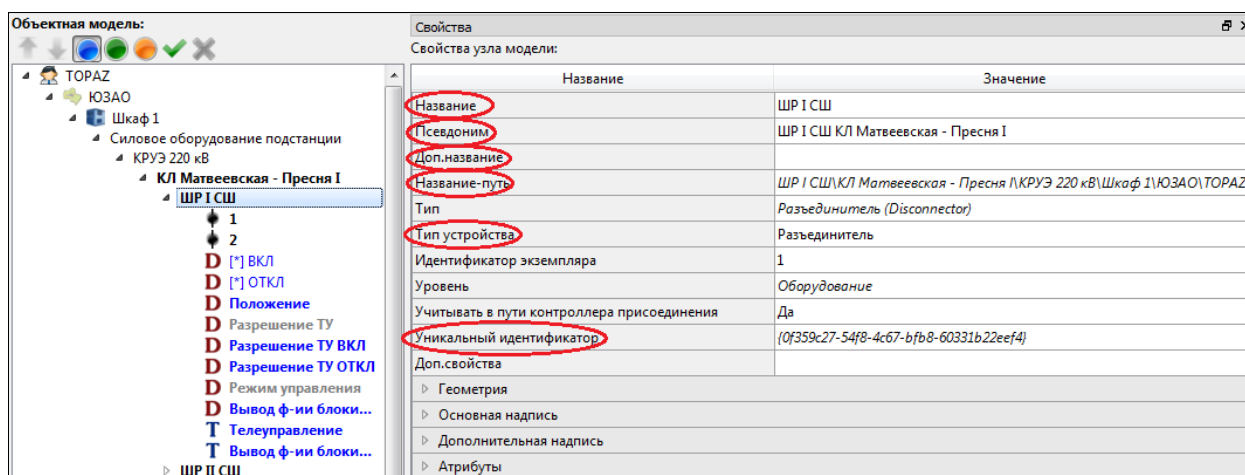 Объектная модель:
TOPAZ
ЮЗАО
Шкаф 1
Силовое оборудование подстанции
КРУЭ 220 кВ
КЛ Матвеевская - Пресня I
ШР I СШ
1
2
D [*] ВКЛ
D [*] ОТКЛ
D Положение
D Разрешение ТУ
D Разрешение ТУ ВКЛ
D Разрешение ТУ ОТКЛ
D Режим управления
D Вывод ф-ии блоки...
T Телеуправление
T Вывод ф-ии блоки...
ШР II СШ
Свойства
Свойства узла модели:
Название Значение
Название ШР I СШ
Псевдоним ШР I СШ КЛ Матвеевская - Пресня I
Доп.название
Название-путь ШР I СШ\КЛ Матвеевская - Пресня I\КРУЭ 220 кВ\Шкаф 1\ЮЗАО\TOPAZ
Тип Разъединитель (Disconnector)
Тип устройства Разъединитель
Идентификатор экземпляра 1
Уровень Оборудование
Учитывать в пути контроллера присоединения Да
Уникальный идентификатор {0f359c27-54f8-4c67-bfb8-60331b22eef4}
Доп.свойства
Геометрия
Основная надпись
Дополнительная надпись
Атрибуты